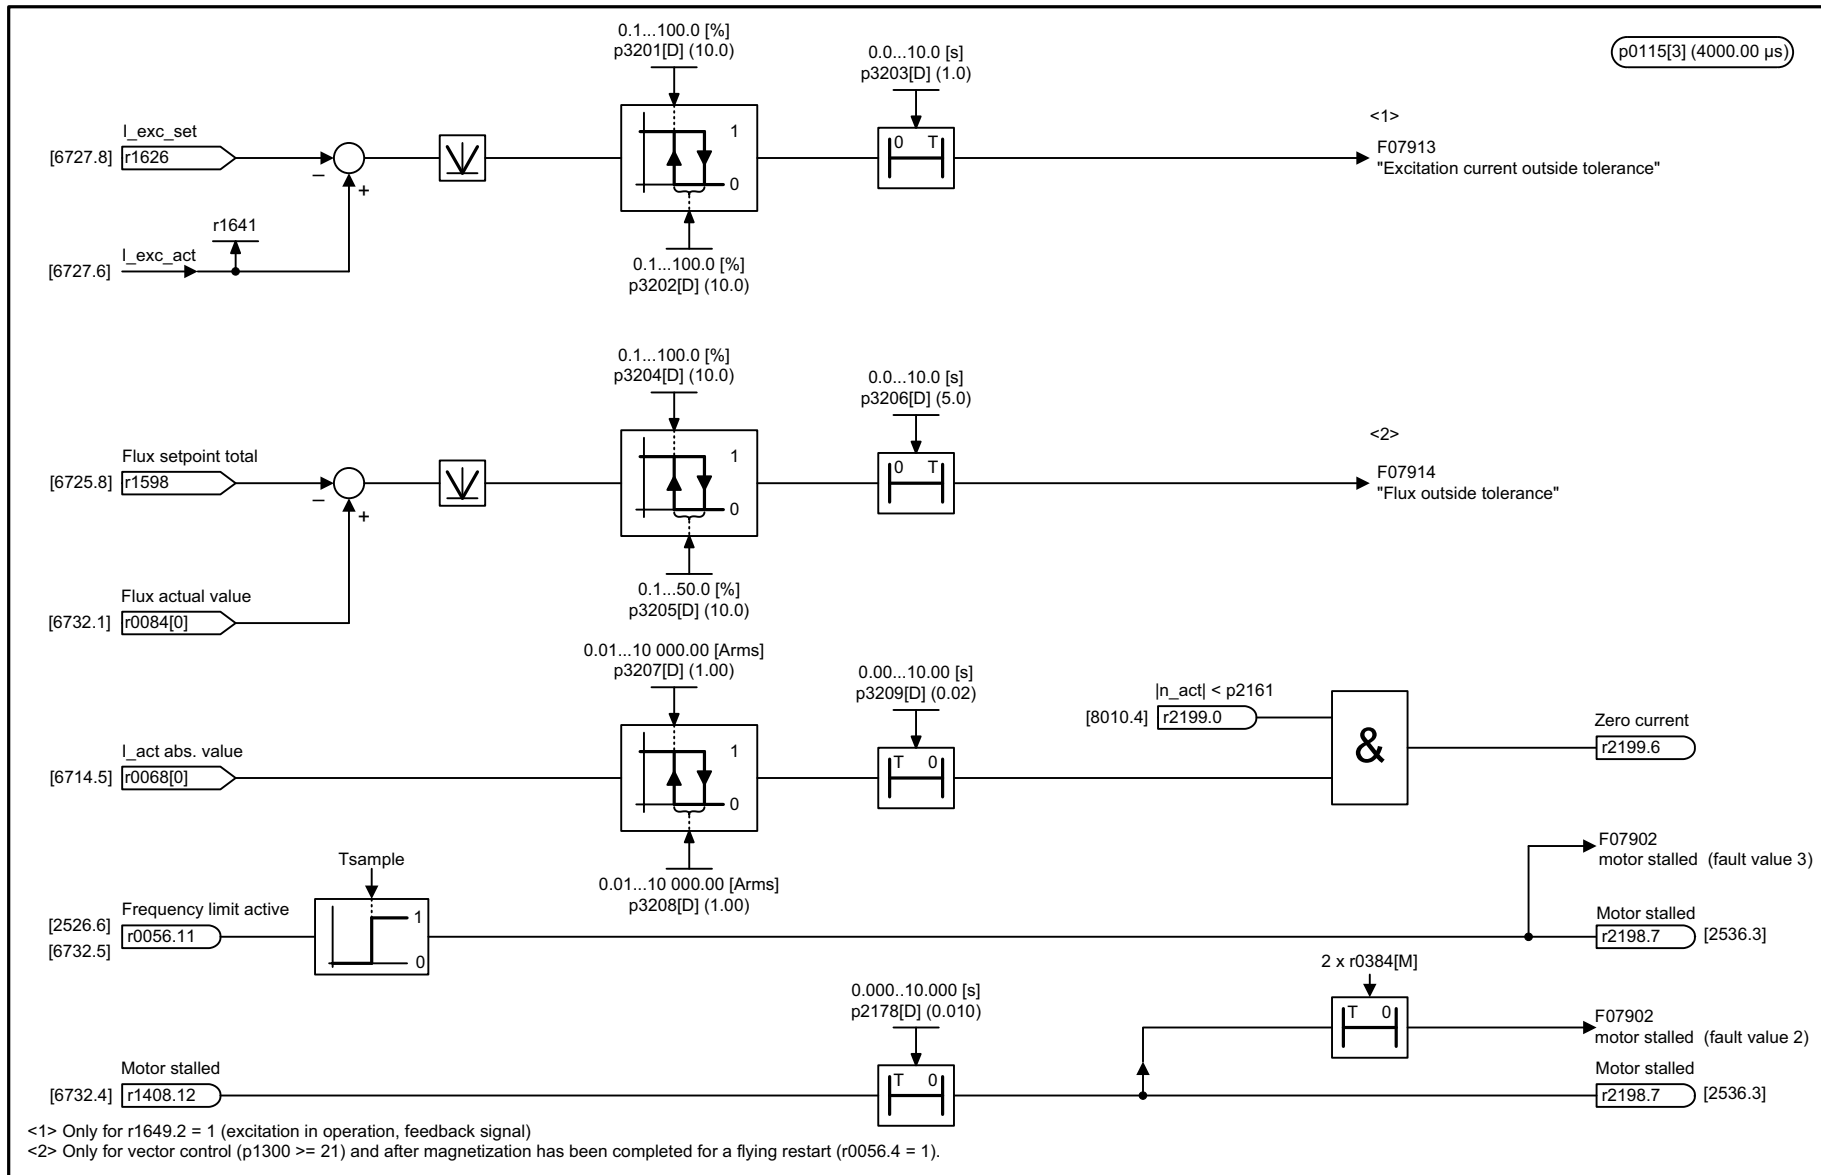 0.1...100.0 [%]
p3201[D] (10.0)
0.0...10.0 [s]
p3203[D] (1.0)
p0115[3] (4000.00 µs)
I_exc_set
[6727.8] r1626
–
+
1
0
0 T
<1>
F07913
"Excitation current outside tolerance"
r1641
[6727.6] I_exc_act
0.1...100.0 [%]
p3202[D] (10.0)
0.1...100.0 [%]
p3204[D] (10.0)
0.0...10.0 [s]
p3206[D] (5.0)
Flux setpoint total
[6725.8] r1598
–
+
1
0
0 T
<2>
F07914
"Flux outside tolerance"
0.1...50.0 [%]
p3205[D] (10.0)
Flux actual value
[6732.1] r0084[0]
0.01...10 000.00 [Arms]
p3207[D] (1.00)
0.00...10.00 [s]
p3209[D] (0.02)
|n_act| < p2161
[8010.4] r2199.0
I_act abs. value
[6714.5] r0068[0]
1
0
T 0
&
Zero current
r2199.6
0.01...10 000.00 [Arms]
p3208[D] (1.00)
Tsample
Frequency limit active
[2526.6]
[6732.5]
r0056.11
1
0
F07902
motor stalled (fault value 3)
Motor stalled
r2198.7 [2536.3]
2 x r0384[M]
T 0
F07902
motor stalled (fault value 2)
0.000..10.000 [s]
p2178[D] (0.010)
Motor stalled
[6732.4] r1408.12
T 0
Motor stalled
r2198.7 [2536.3]
<1> Only for r1649.2 = 1 (excitation in operation, feedback signal)
<2> Only for vector control (p1300 >= 21) and after magnetization has been completed for a flying restart (r0056.4 = 1).